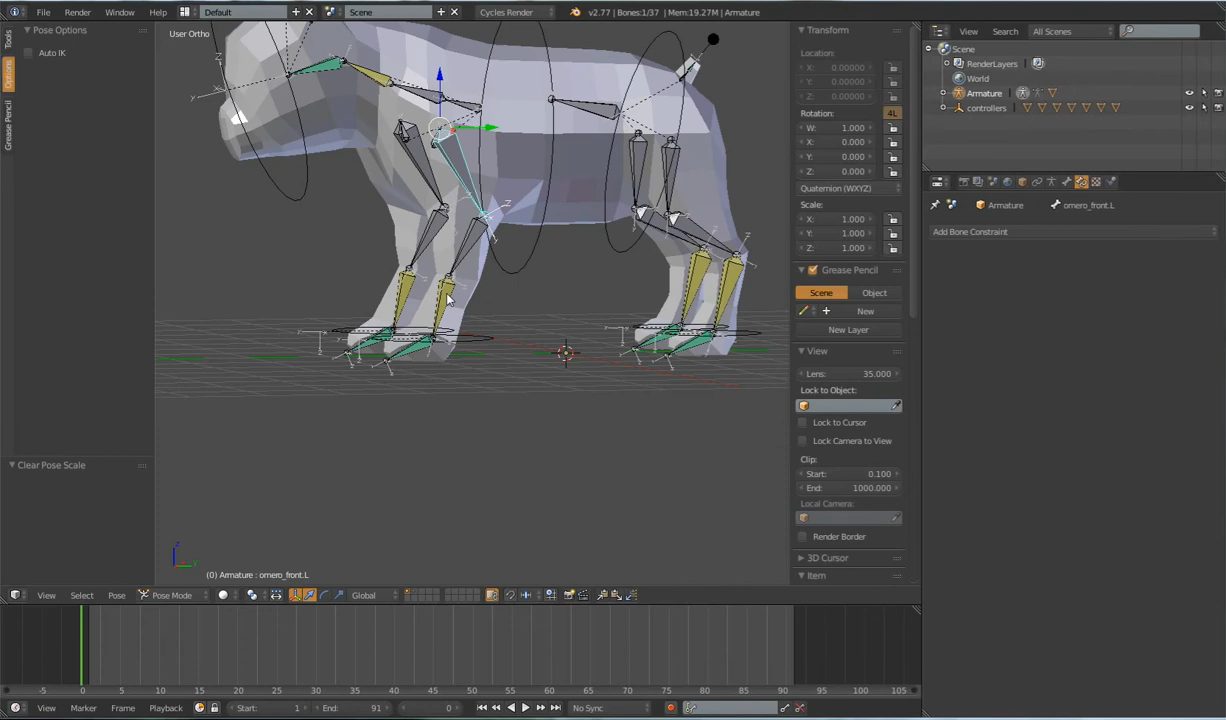 File Render Window Help Default Scene Cycles Render v2.77 | Bones:1/37 | Mem:19.27M | Armature
View Search All Scenes
Tools
Options
Grease Pencil
Pose Options
Auto IK
Clear Pose Scale
User Ortho
(0) Armature : omero_front.L
Transform
Location:
X: 0.00000
Y: 0.00000
Z: 0.00000
Rotation: 4L
W: 1.000
X: 0.000
Y: 0.000
Z: 0.000
Quaternion (WXYZ)
Scale:
X: 1.000
Y: 1.000
Z: 1.000
Grease Pencil
Scene Object
New
New Layer
View
Lens: 35.000
Lock to Object:
Lock to Cursor
Lock Camera to View
Clip:
Start: 0.100
End: 1000.000
Local Camera:
Render Border
3D Cursor
Item
Scene
RenderLayers
World
Armature
controllers
Armature omero_front.L
Add Bone Constraint
View Select Pose Pose Mode Global
-5 0 5 10 15 20 25 30 35 40 45 50 55 60 65 70 75 80 85 90 95 100 105
View Marker Frame Playback Start: 1 End: 91 0 No Sync